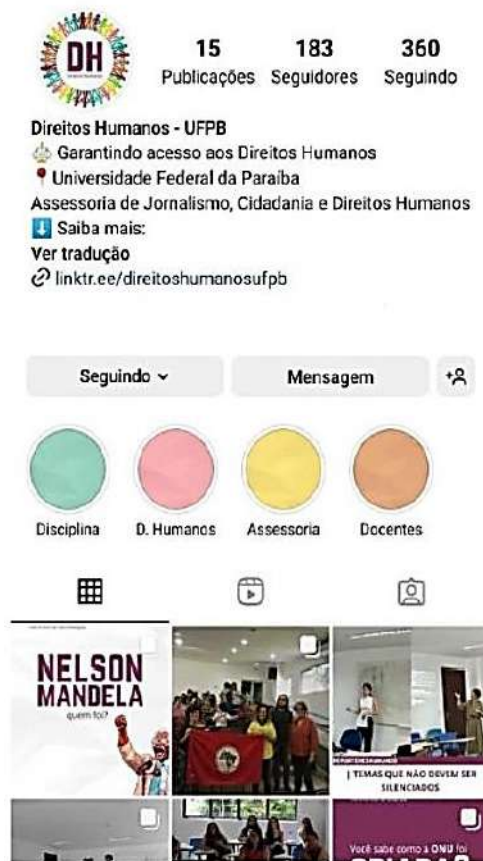 DH
15 183 360
Publicações Seguidores Seguindo
Direitos Humanos - UFPB
Garantindo acesso aos Direitos Humanos
Universidade Federal da Paraíba
Assessoria de Jornalismo, Cidadania e Direitos Humanos
Saiba mais:
Ver tradução
linktr.ee/direitoshumanosufpb
Seguindo Mensagem
Disciplina D. Humanos Assessoria Docentes
NELSON
MANDELA
quem foi?
| TEMAS QUE NÃO DEVEM SER
SILENCIADOS
Você sabe como a ONU foi